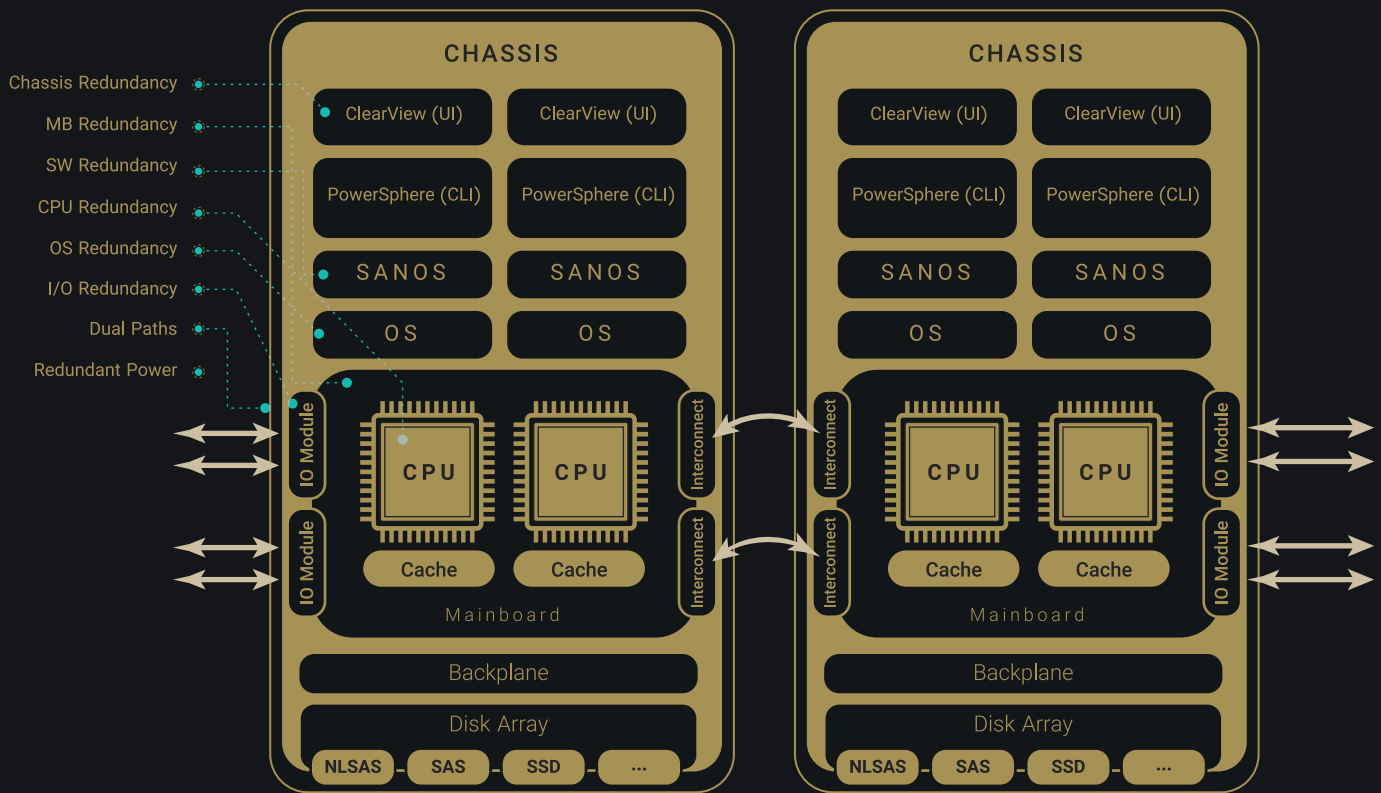 Chassis Redundancy
MB Redundancy
SW Redundancy
CPU Redundancy
OS Redundancy
I/O Redundancy
Dual Paths
Redundant Power
CHASSIS
ClearView (UI)
ClearView (UI)
PowerSphere (CLI)
PowerSphere (CLI)
SANOS
SANOS
OS
OS
IO Module
IO Module
CPU
CPU
Cache
Cache
Interconnect
Interconnect
Mainboard
Backplane
Disk Array
NLSAS
SAS
SSD
...
CHASSIS
ClearView (UI)
ClearView (UI)
PowerSphere (CLI)
PowerSphere (CLI)
SANOS
SANOS
OS
OS
Interconnect
Interconnect
CPU
CPU
Cache
Cache
IO Module
IO Module
Mainboard
Backplane
Disk Array
NLSAS
SAS
SSD
...